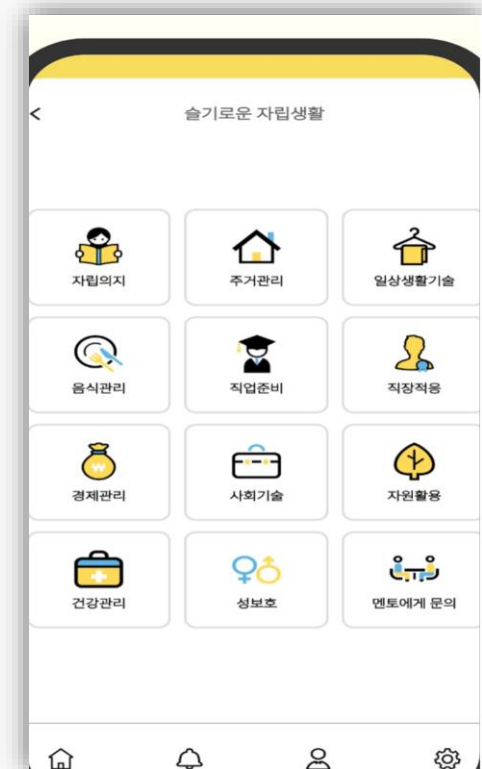 슬기로운 자립생활
자립의지
주거관리
일상생활기술
음식관리
직업준비
직장적응
경제관리
사회기술
자원활용
건강관리
성보호
멘토에게 문의